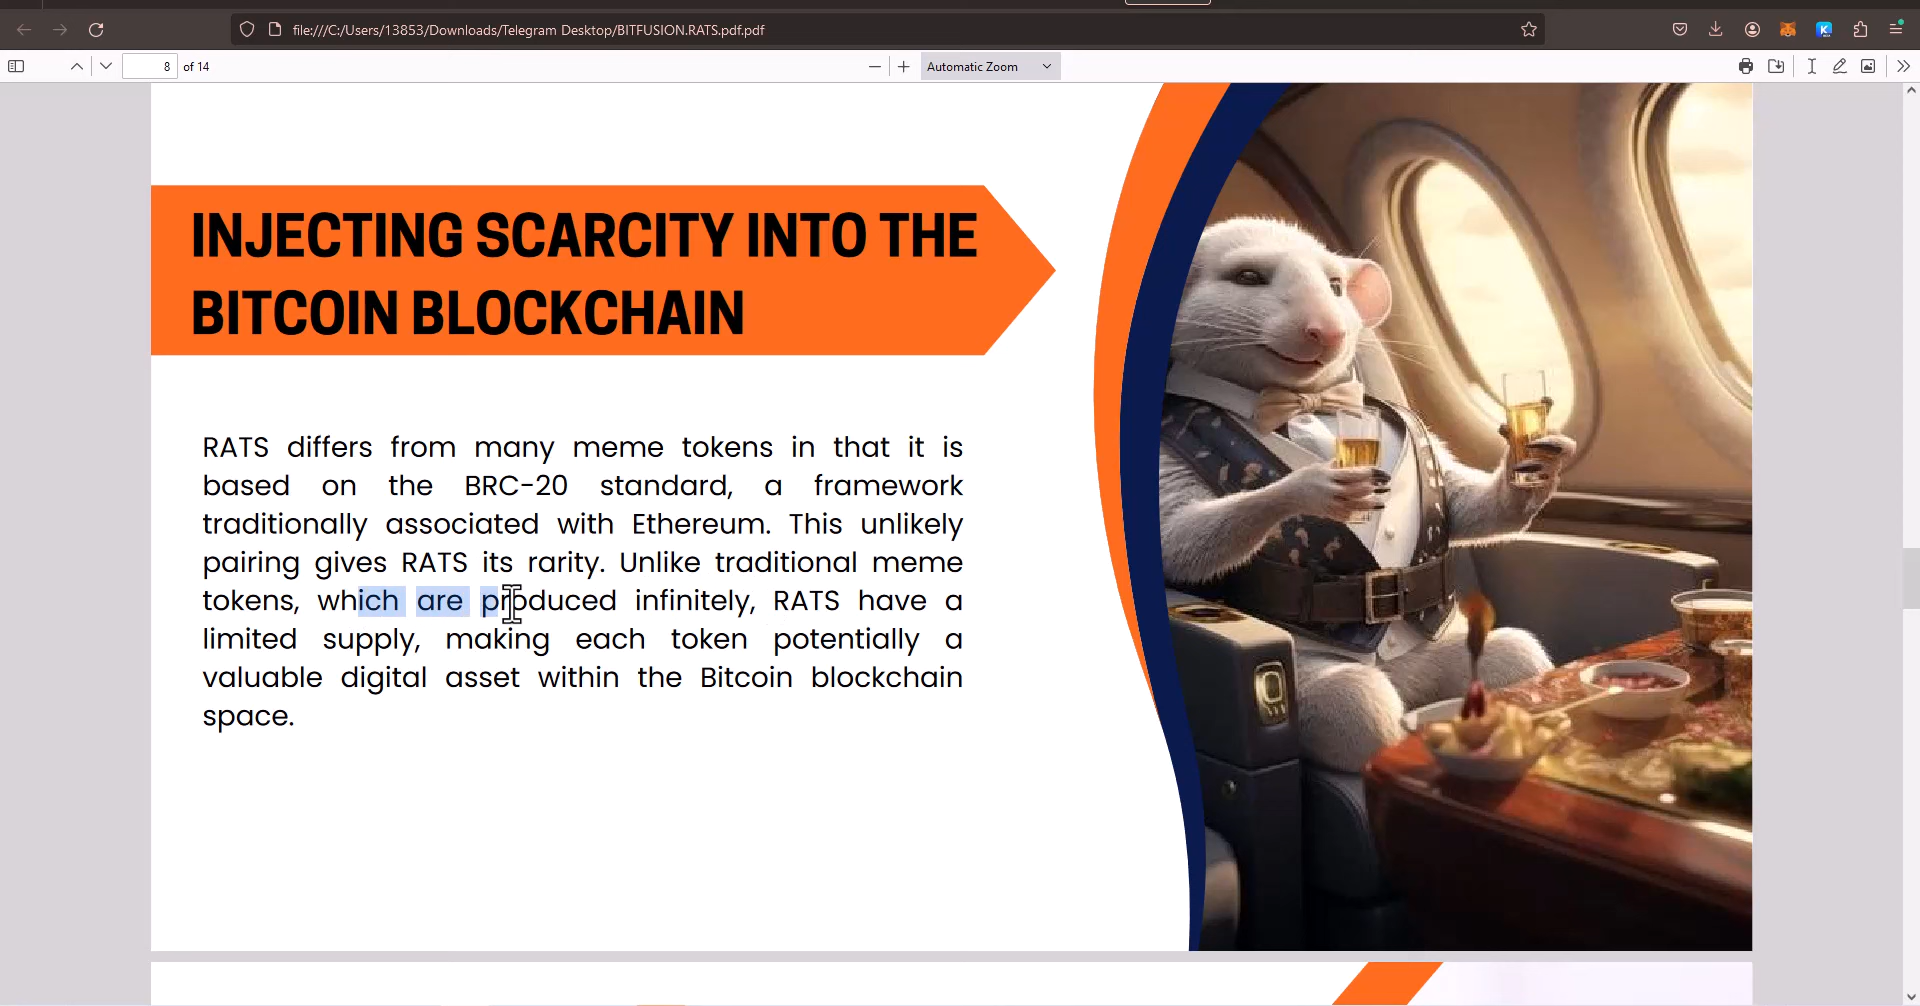 file:///C:/Users/13853/Downloads/Telegram Desktop/BITFUSION.RATS.pdf.pdf
8 of 14
Automatic Zoom
INJECTING SCARCITY INTO THE
BITCOIN BLOCKCHAIN
RATS differs from many meme tokens in that it is
based on the BRC-20 standard, a framework
traditionally associated with Ethereum. This unlikely
pairing gives RATS its rarity. Unlike traditional meme
tokens, which are produced infinitely, RATS have a
limited supply, making each token potentially a
valuable digital asset within the Bitcoin blockchain
space.